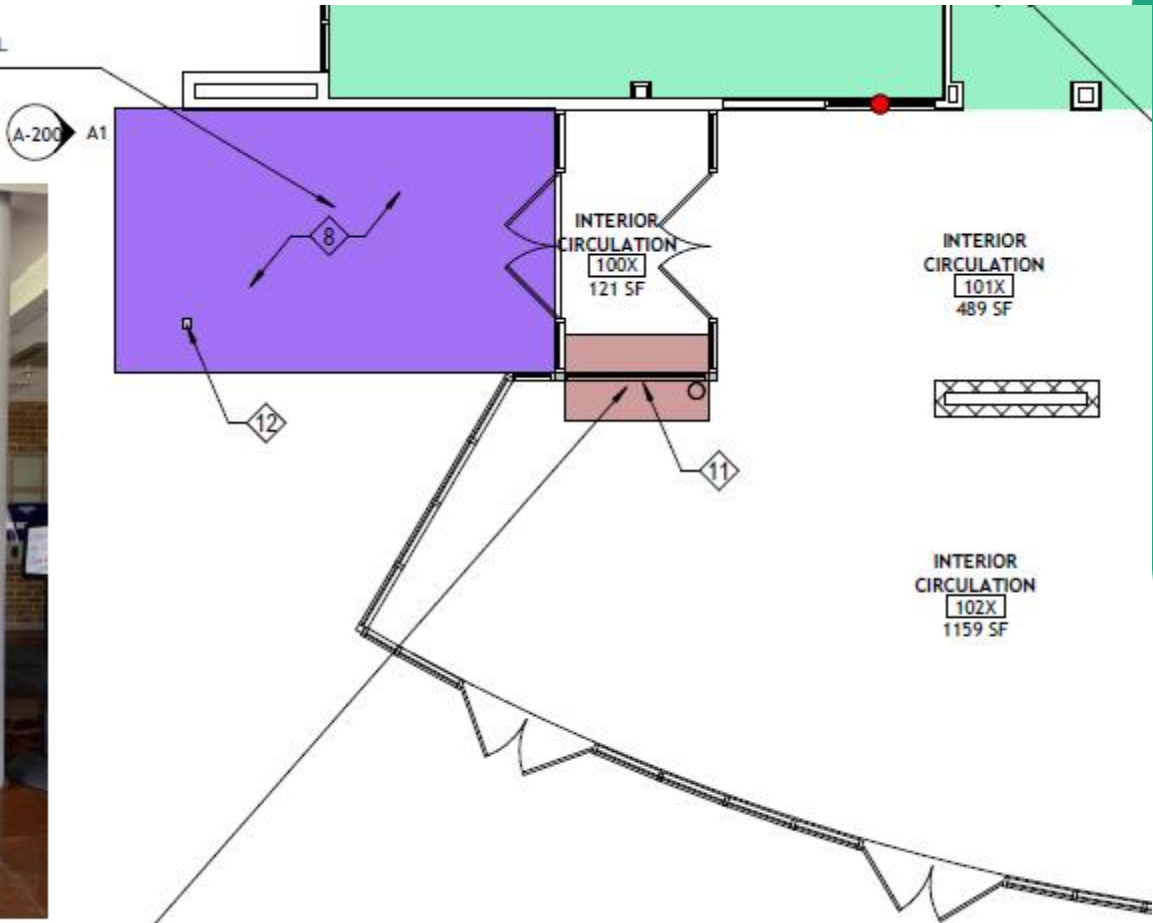 L
A-200
A1
8
INTERIOR
CIRCULATION
100X
121 SF
INTERIOR
CIRCULATION
101X
489 SF
12
11
INTERIOR
CIRCULATION
102X
1159 SF